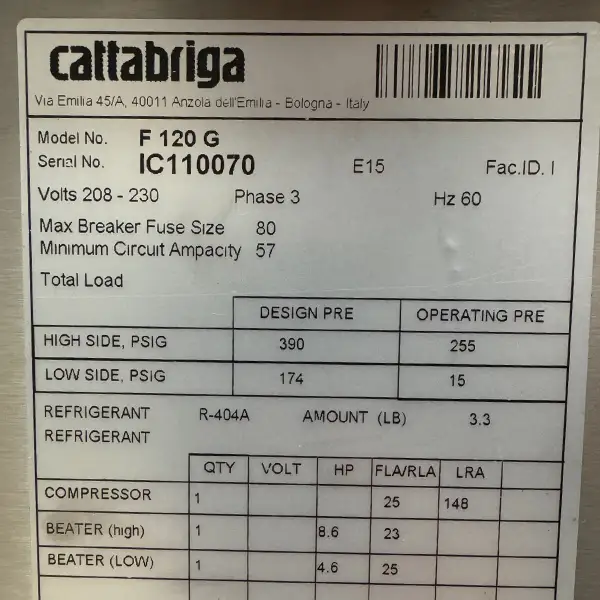 cattabriga
Via Emilia 45/A, 40011 Anzola dell'Emilia - Bologna - Italy
Model No. F 120 G
Serial No. IC110070 E15 Fac.ID. I
Volts 208 - 230 Phase 3 Hz 60
Max Breaker Fuse Size 80
Minimum Circuit Ampacity 57
Total Load
DESIGN PRE OPERATING PRE
HIGH SIDE, PSIG 390 255
LOW SIDE, PSIG 174 15
REFRIGERANT R-404A AMOUNT (LB) 3.3
REFRIGERANT
QTY VOLT HP FLA/RLA LRA
COMPRESSOR 1 25 148
BEATER (high) 1 8.6 23
BEATER (LOW) 1 4.6 25